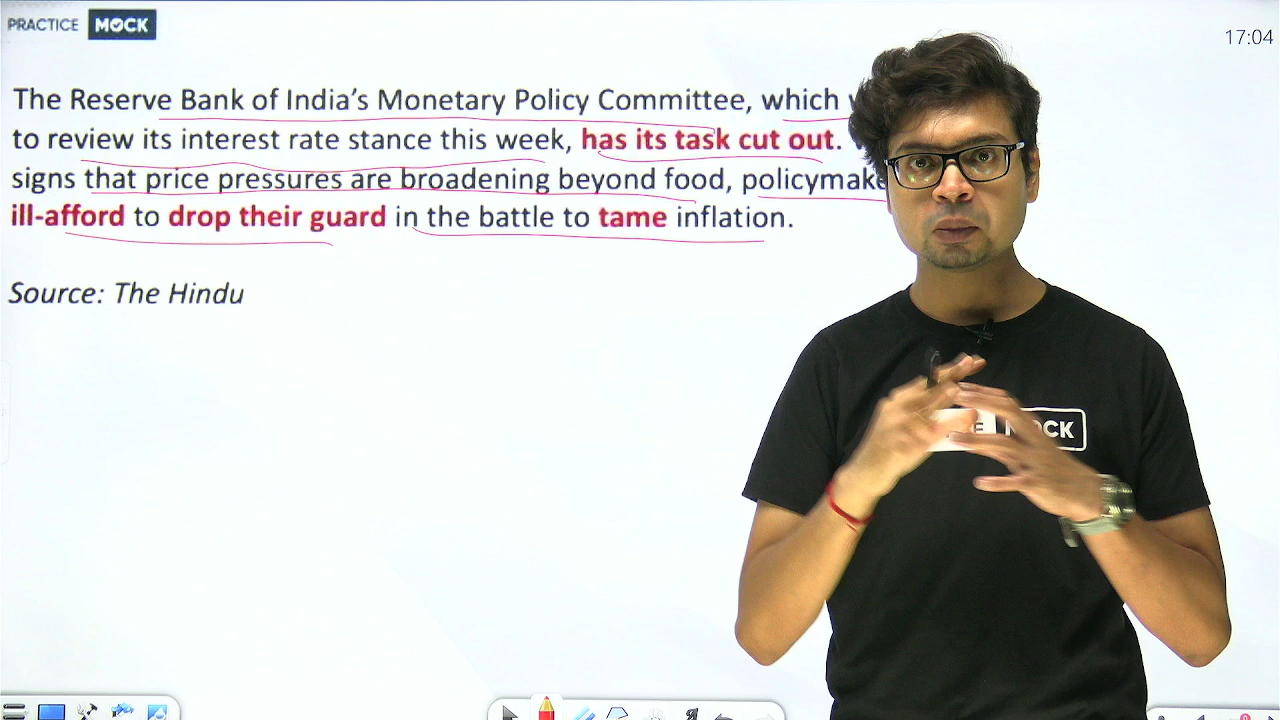 PRACTICE MOCK
17:04
The Reserve Bank of India's Monetary Policy Committee, which
to review its interest rate stance this week, has its task cut out.
signs that price pressures are broadening beyond food,
ill-afford to drop their guard in the battle to tame inflation.
Source: The Hindu
MOCK